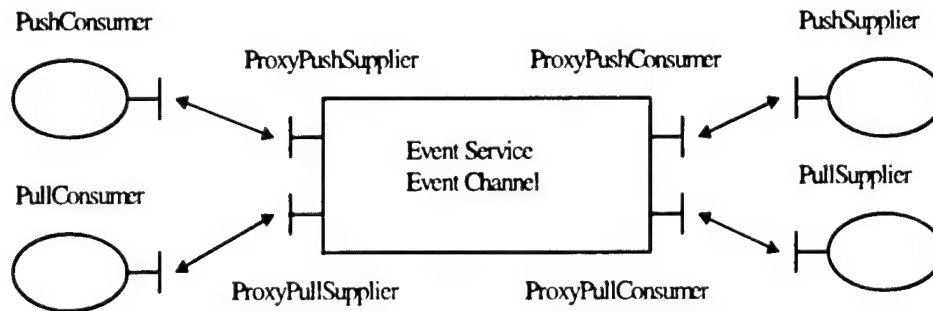 PushConsumer
PushSupplier
ProxyPushSupplier
ProxyPushConsumer
Event Service
Event Channel
PullConsumer
PullSupplier
ProxyPullSupplier
ProxyPullConsumer